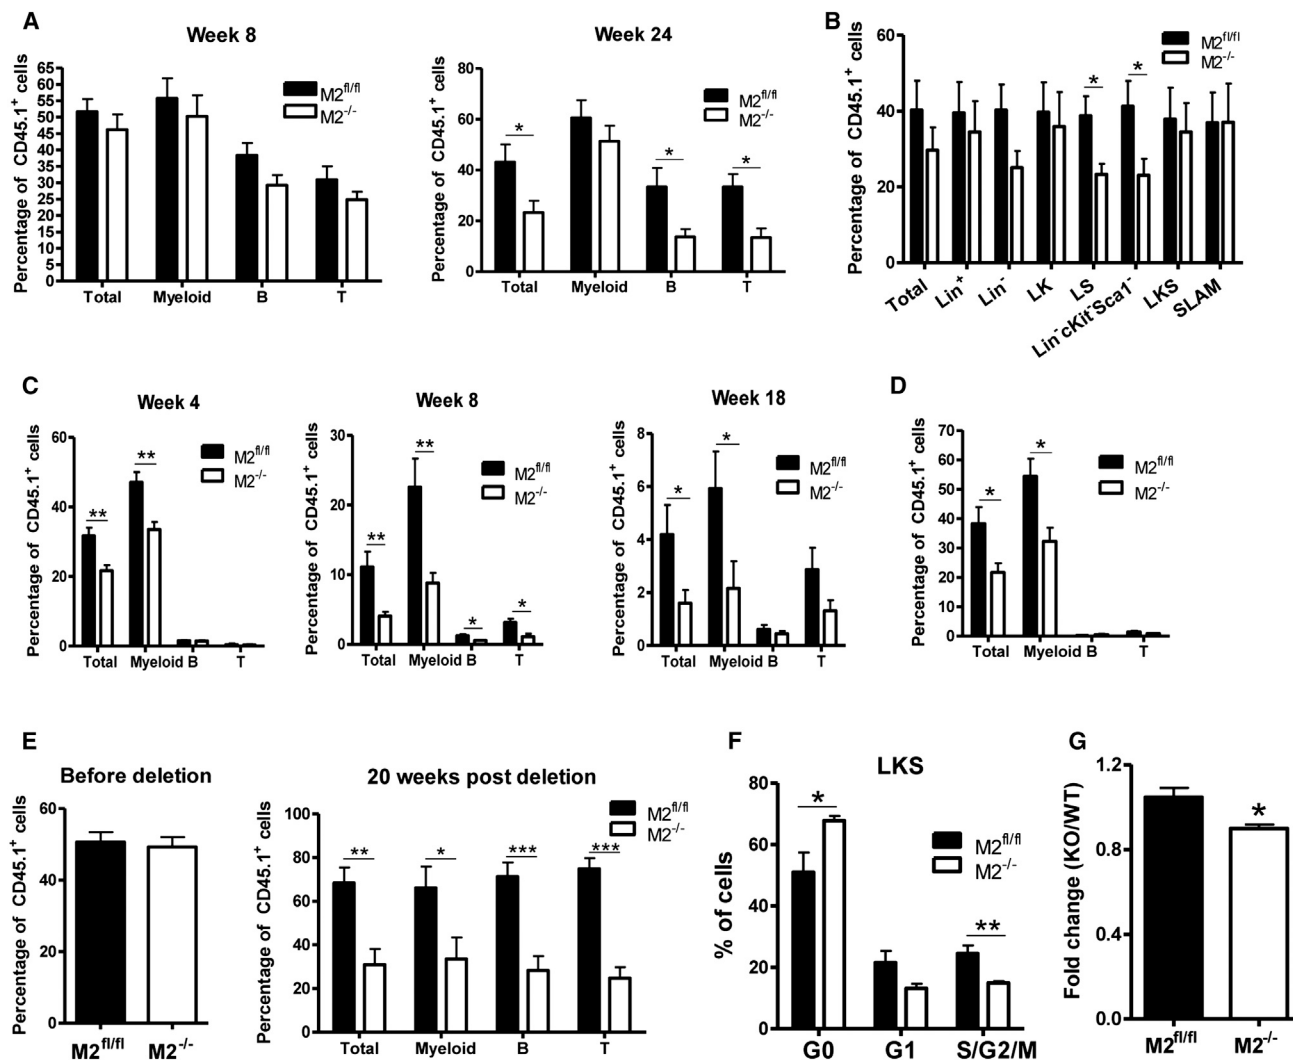 A
Week 8
Percentage of CD45.1+ cells
65
60
55
50
45
40
35
30
25
20
15
10
5
0
M2fl/fl
M2-/-
Total Myeloid B T
Week 24
Percentage of CD45.1+ cells
80
60
40
20
0
* * *
M2fl/fl
M2-/-
Total Myeloid B T
B
Percentage of CD45.1+ cells
60
40
20
0
* *
M2fl/fl
M2-/-
Total Lin+ Lin- LK LS Lin-cKit-Sca1- LKS SLAM
C
Week 4
Percentage of CD45.1+ cells
60
40
20
0
** **
M2fl/fl
M2-/-
Total Myeloid B T
Week 8
Percentage of CD45.1+ cells
30
20
10
0
** ** * *
M2fl/fl
M2-/-
Total Myeloid B T
Week 18
Percentage of CD45.1+ cells
8
6
4
2
0
* *
M2fl/fl
M2-/-
Total Myeloid B T
D
Percentage of CD45.1+ cells
70
60
50
40
30
20
10
0
* *
M2fl/fl
M2-/-
Total Myeloid B T
E
Before deletion
Percentage of CD45.1+ cells
60
40
20
0
M2fl/fl M2-/-
20 weeks post deletion
Percentage of CD45.1+ cells
100
80
60
40
20
0
** * *** ***
M2fl/fl
M2-/-
Total Myeloid B T
F
LKS
% of cells
80
60
40
20
0
* **
M2fl/fl
M2-/-
G0 G1 S/G2/M
G
Fold change (KO/WT)
1.2
0.8
0.4
0.0
*
M2fl/fl M2-/-